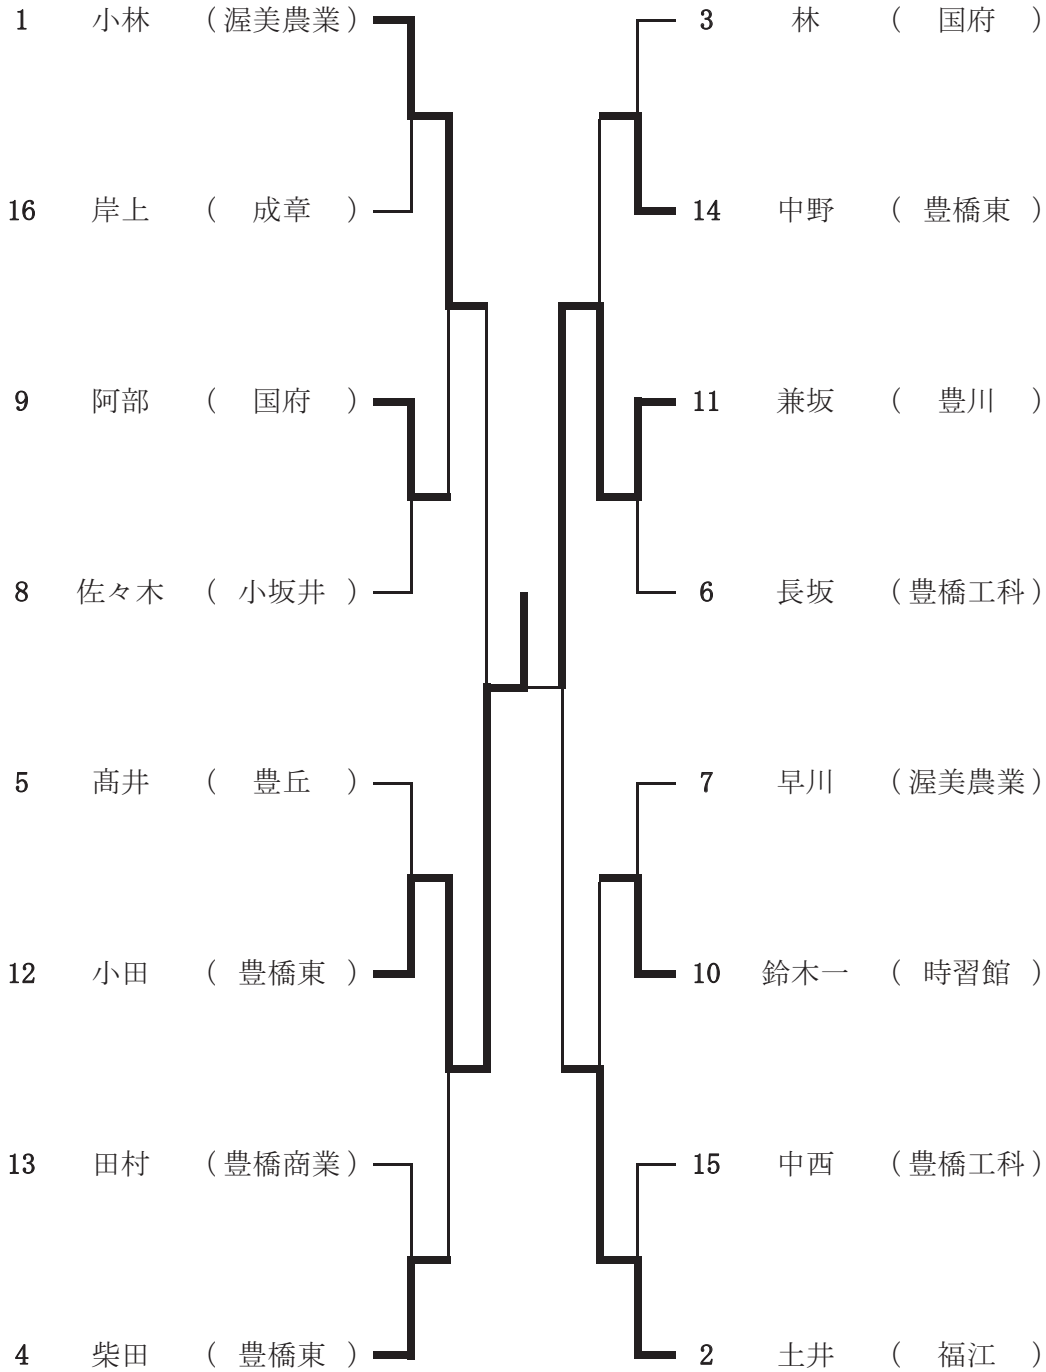 1 小林 (渥美農業)
16 岸上 ( 成章 )
9 阿部 ( 国府 )
8 佐々木 ( 小坂井 )
5 髙井 ( 豊丘 )
12 小田 ( 豊橋東 )
13 田村 (豊橋商業)
4 柴田 ( 豊橋東 )
3 林 ( 国府 )
14 中野 ( 豊橋東 )
11 兼坂 ( 豊川 )
6 長坂 (豊橋工科)
7 早川 (渥美農業)
10 鈴木一 ( 時習館 )
15 中西 (豊橋工科)
2 土井 ( 福江 )